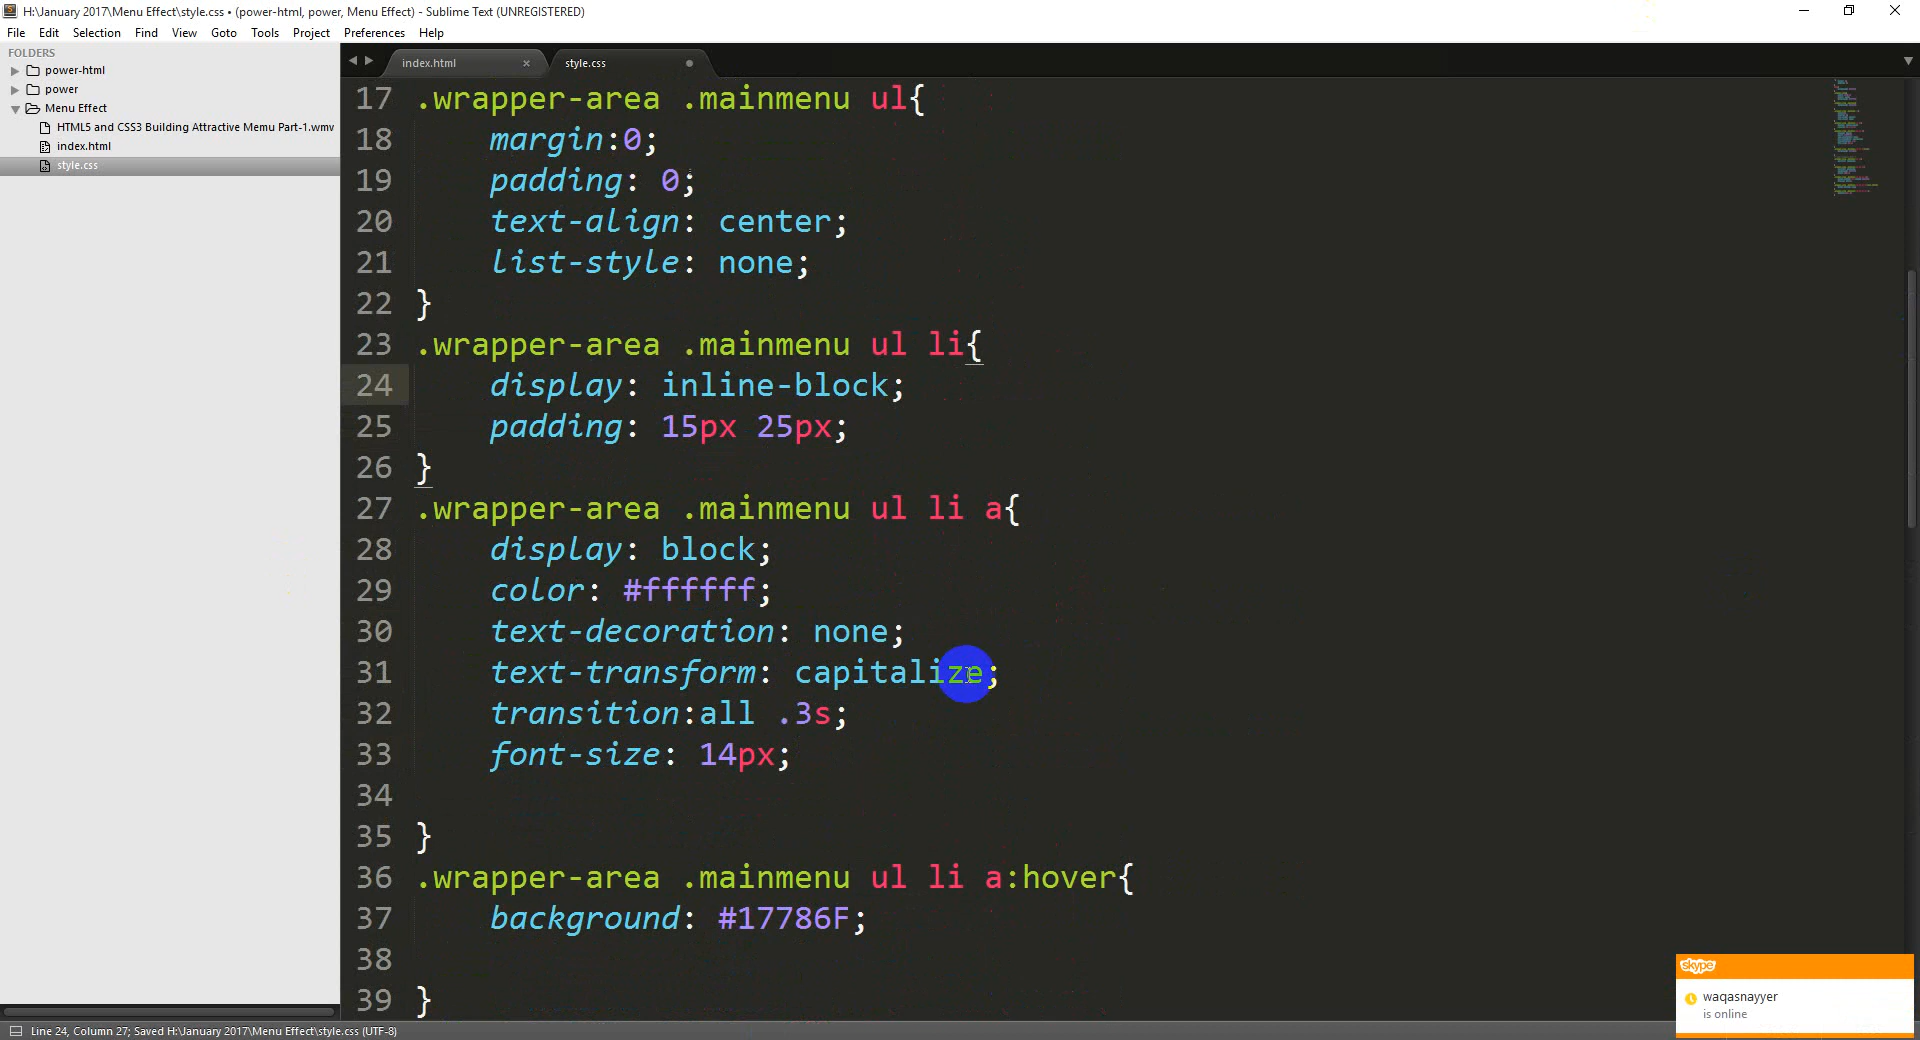 H:\January 2017\Menu Effect\style.css • (power-html, power, Menu Effect) - Sublime Text (UNREGISTERED)
File Edit Selection Find View Goto Tools Project Preferences Help
FOLDERS
power-html
power
Menu Effect
HTML5 and CSS3 Building Attractive Memu Part-1.wmv
index.html
style.css
index.html × style.css
17 .wrapper-area .mainmenu ul{
18 margin:0;
19 padding: 0;
20 text-align: center;
21 list-style: none;
22 }
23 .wrapper-area .mainmenu ul li{
24 display: inline-block;
25 padding: 15px 25px;
26 }
27 .wrapper-area .mainmenu ul li a{
28 display: block;
29 color: #ffffff;
30 text-decoration: none;
31 text-transform: capitalize;
32 transition:all .3s;
33 font-size: 14px;
34
35 }
36 .wrapper-area .mainmenu ul li a:hover{
37 background: #17786F;
38
39 }
skype
waqasnayyer
is online
Line 24, Column 27; Saved H:\January 2017\Menu Effect\style.css (UTF-8)